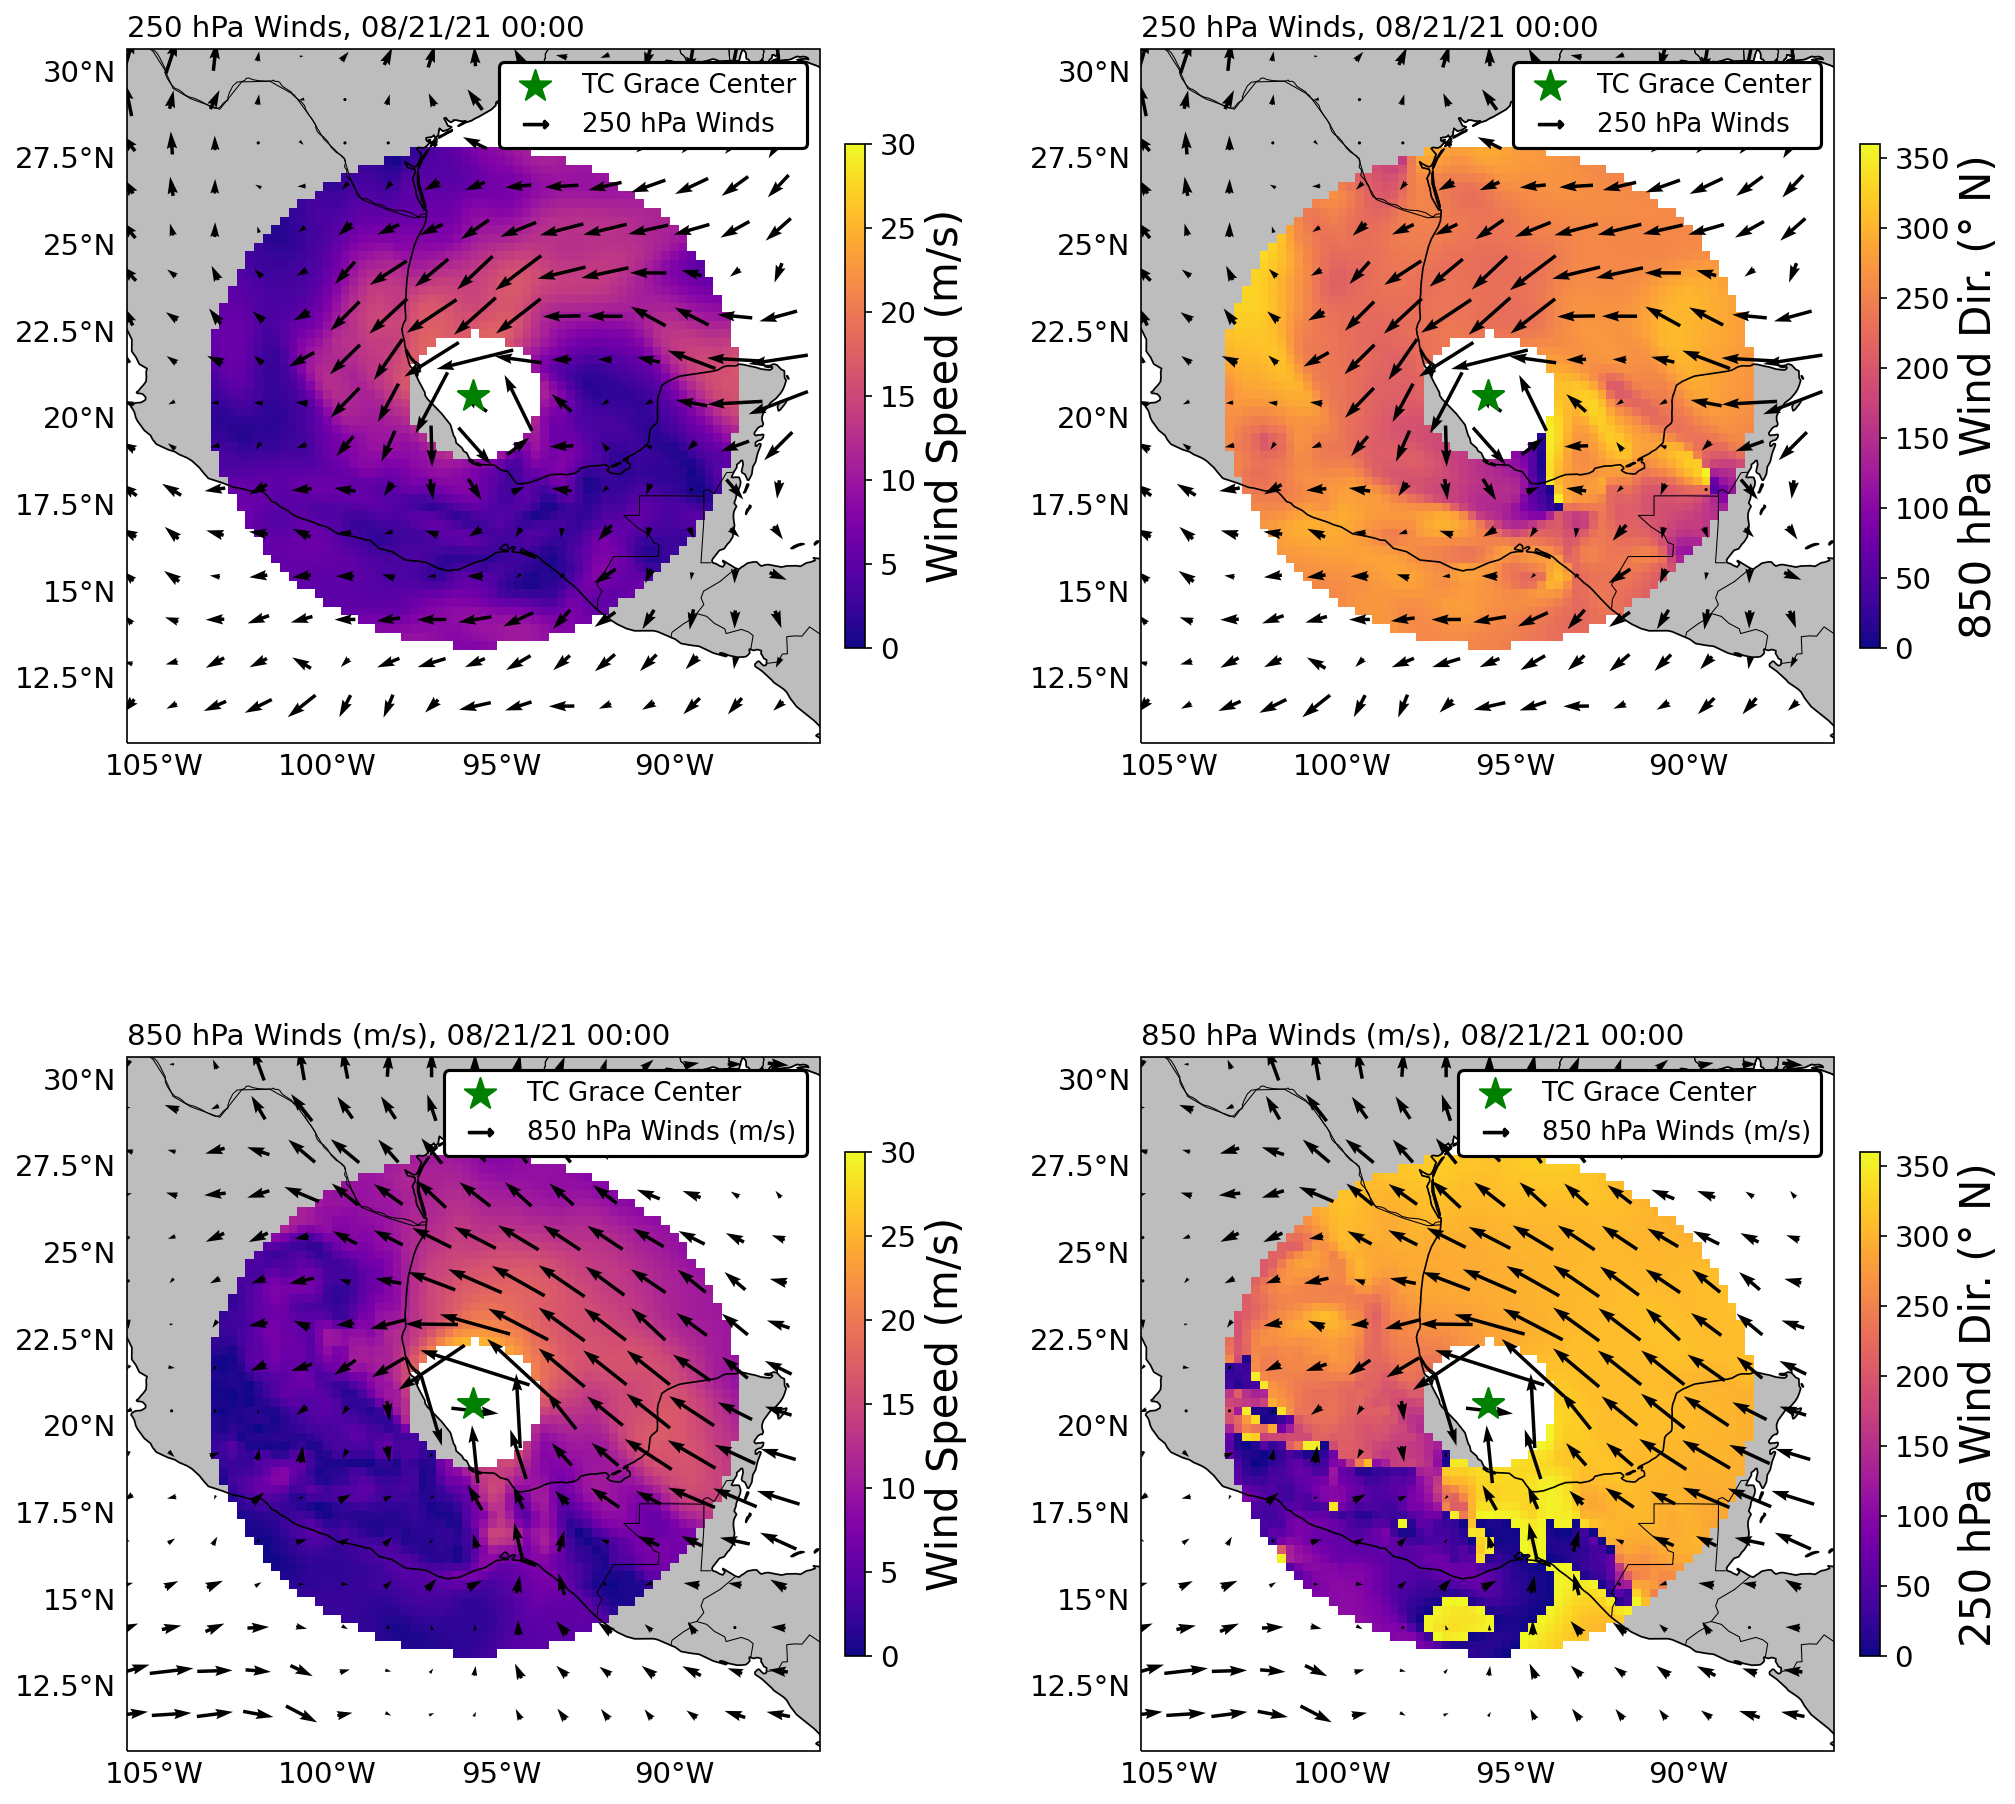 250 hPa Winds, 08/21/21 00:00
TC Grace Center
250 hPa Winds
30°N
27.5°N
25°N
22.5°N
20°N
17.5°N
15°N
12.5°N
105°W
100°W
95°W
90°W
30
25
20
15
10
5
0
Wind Speed (m/s)
250 hPa Winds, 08/21/21 00:00
TC Grace Center
250 hPa Winds
30°N
27.5°N
25°N
22.5°N
20°N
17.5°N
15°N
12.5°N
105°W
100°W
95°W
90°W
350
300
250
200
150
100
50
0
850 hPa Wind Dir. (° N)
850 hPa Winds (m/s), 08/21/21 00:00
TC Grace Center
850 hPa Winds (m/s)
30°N
27.5°N
25°N
22.5°N
20°N
17.5°N
15°N
12.5°N
105°W
100°W
95°W
90°W
30
25
20
15
10
5
0
Wind Speed (m/s)
850 hPa Winds (m/s), 08/21/21 00:00
TC Grace Center
850 hPa Winds (m/s)
30°N
27.5°N
25°N
22.5°N
20°N
17.5°N
15°N
12.5°N
105°W
100°W
95°W
90°W
350
300
250
200
150
100
50
0
250 hPa Wind Dir. (° N)